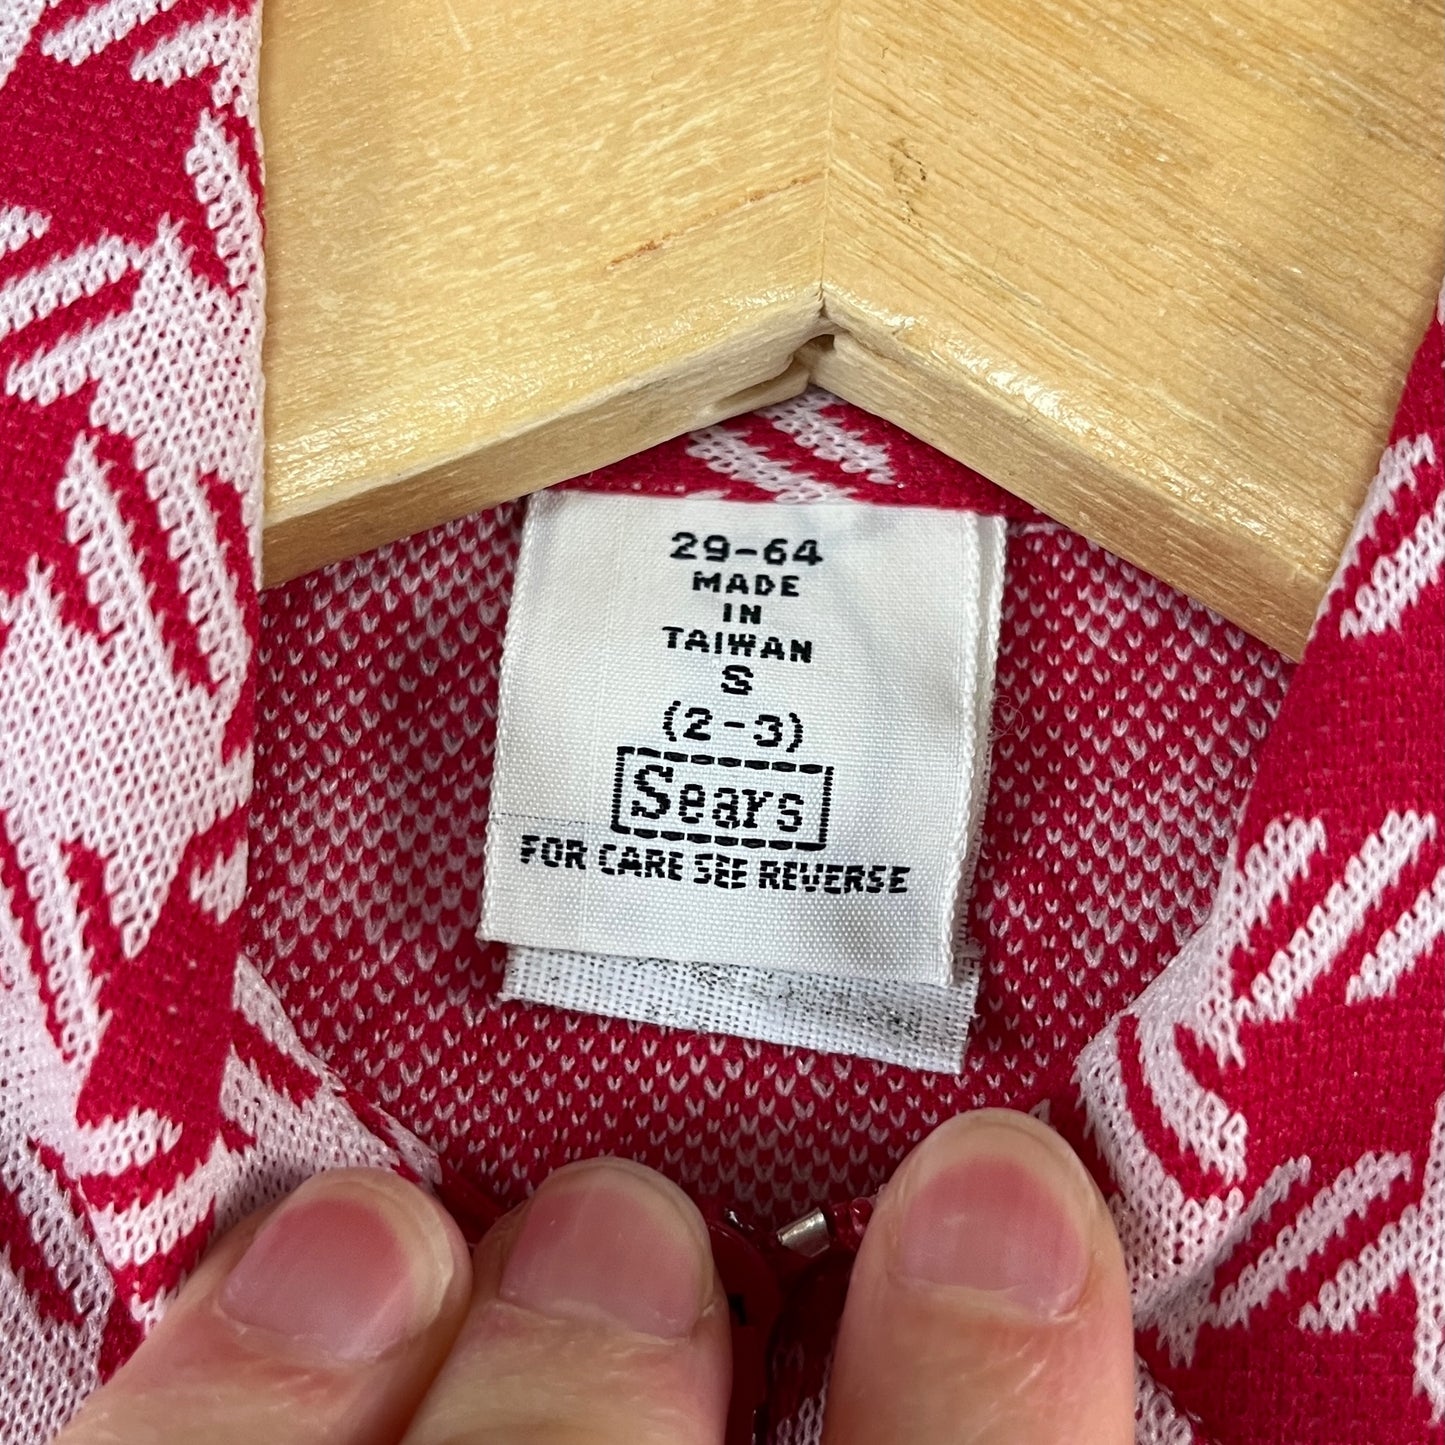 29-64
MADE
IN
TAIWAN
S
(2-3)
Sears
FOR CARE SEE REVERSE